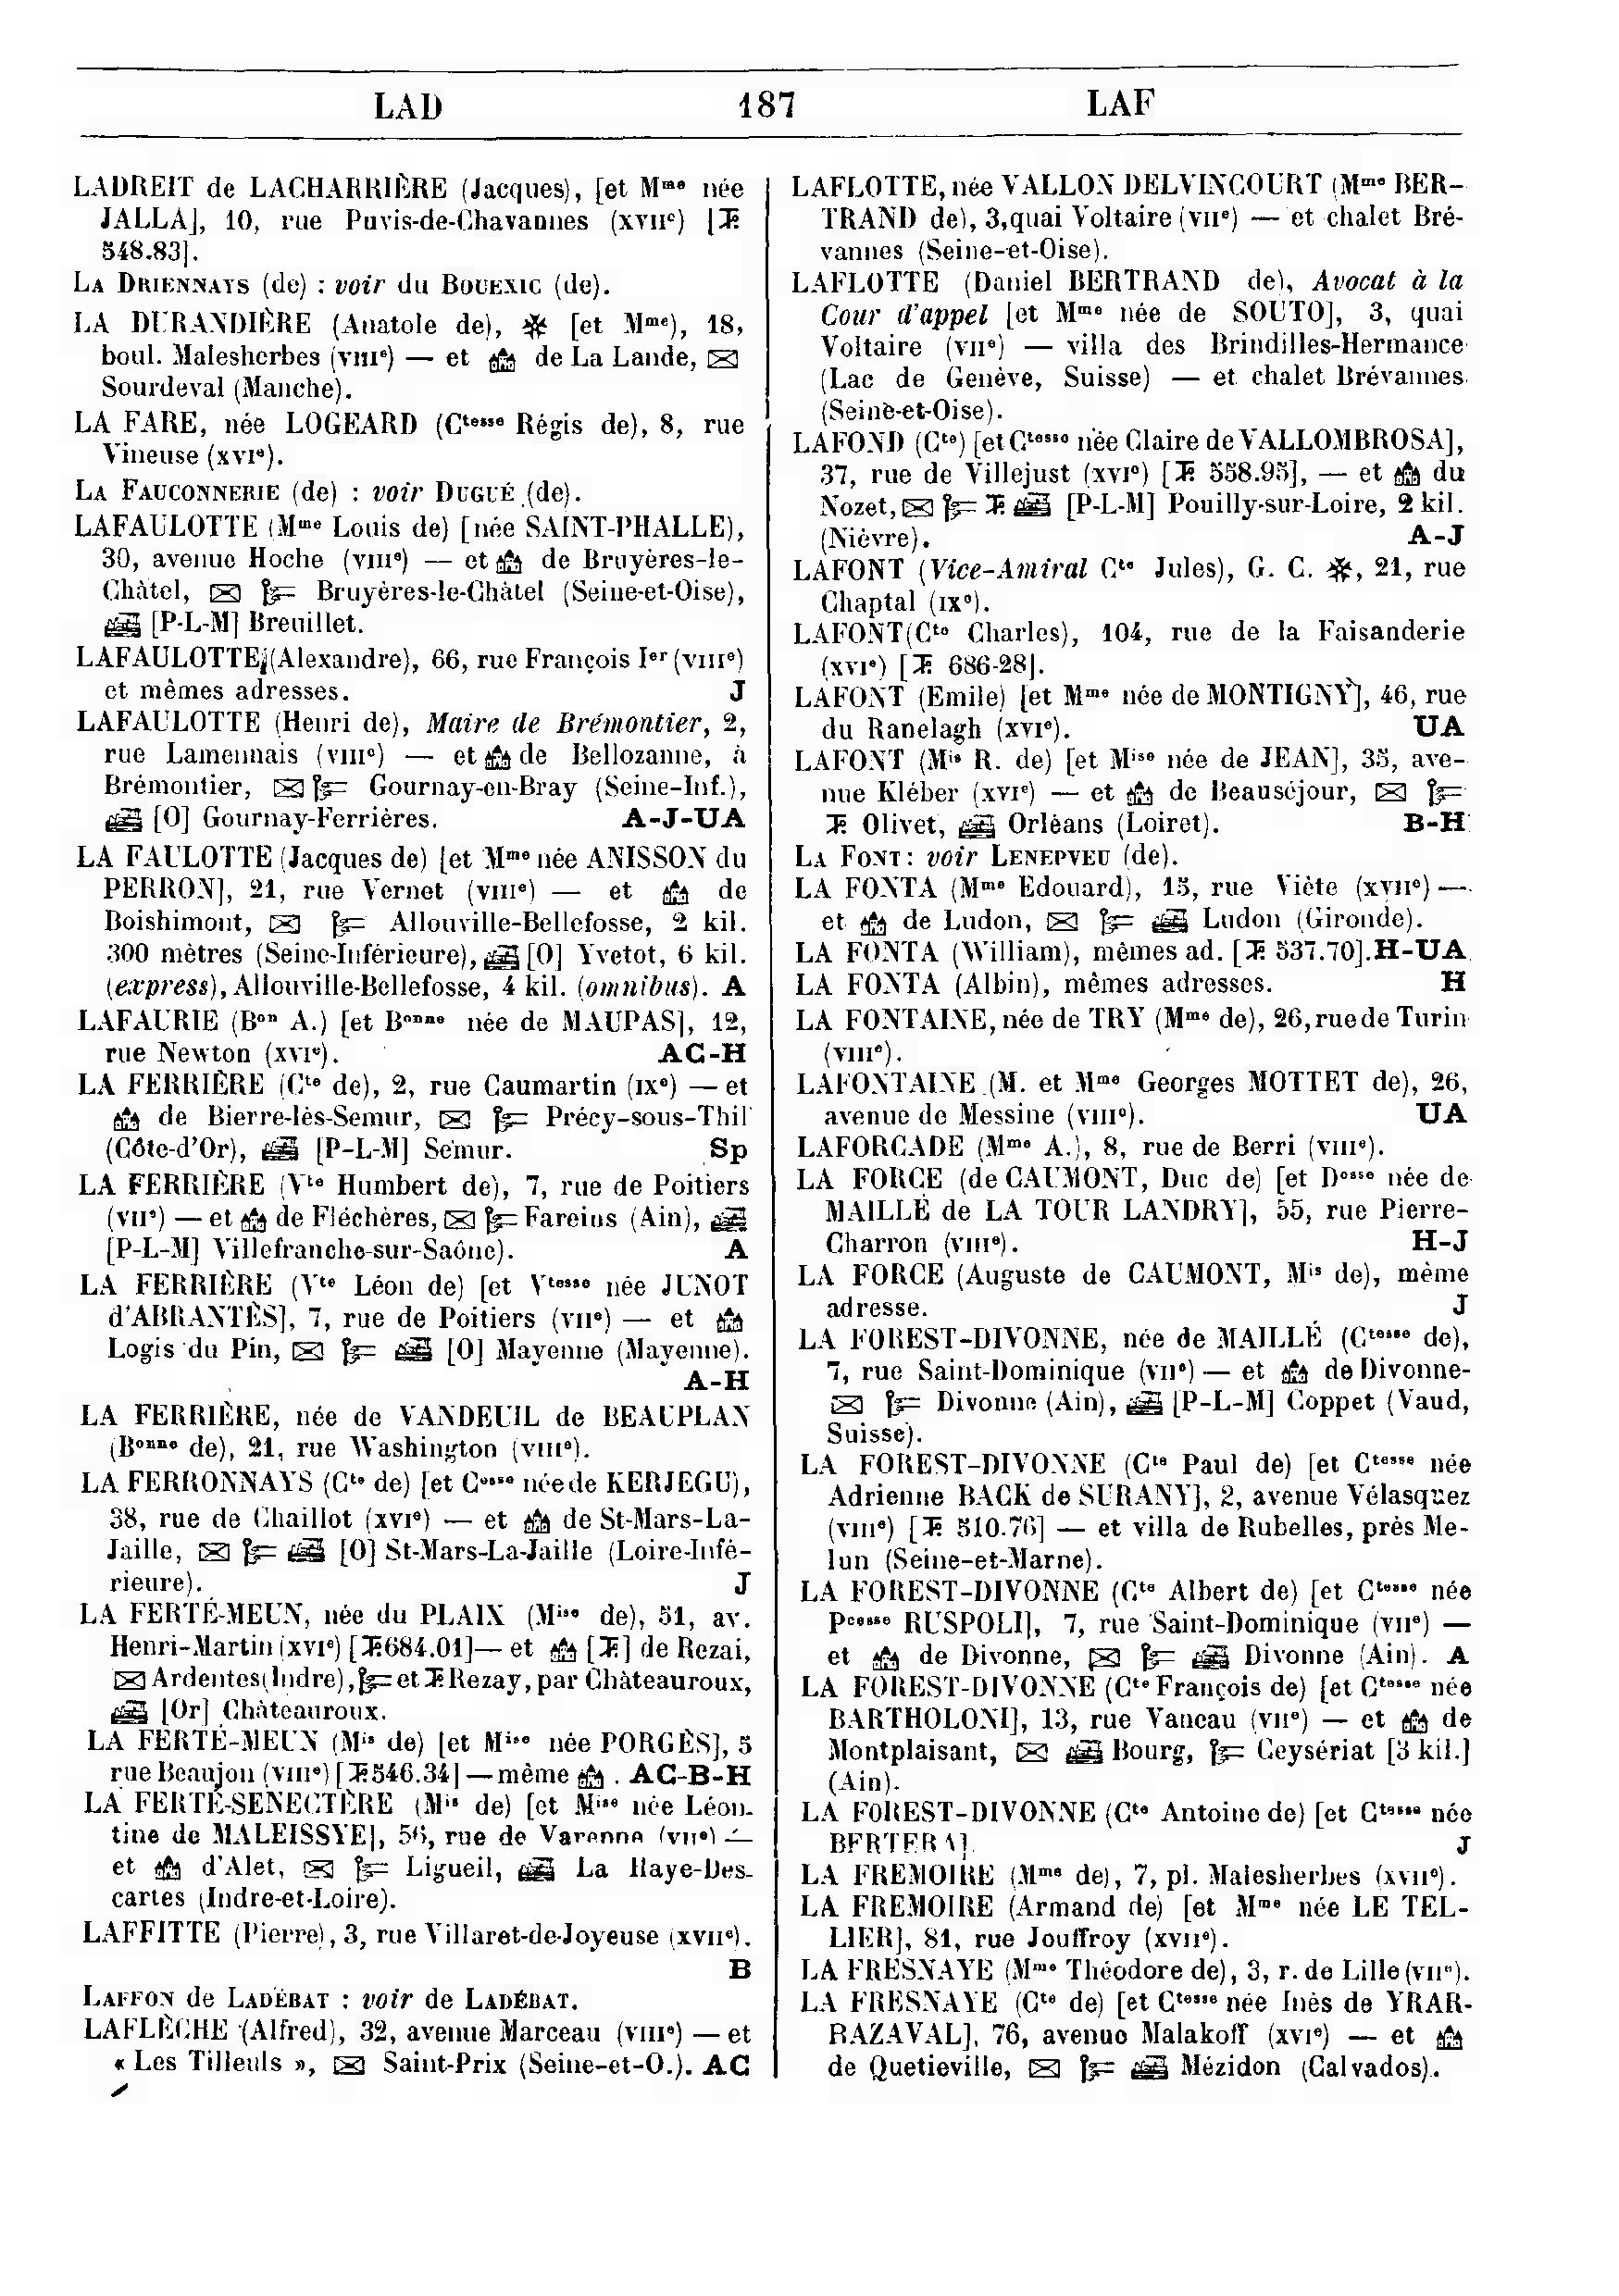 LAD 187 LAF
LADREIT de LACHARRIÈRE (Jacques), [et Mme née
JALLA], 10, rue Puvis-de-Chavannes (XVIIe) [T.
548.83].
LA DRIENNAYS (de) : voir du BOUEXIC (de).
LA DURANDIÈRE (Anatole de), ✻ [et Mme), 18,
boul. Malesherbes (VIIIe) — et de La Lande, ✉
Sourdeval (Manche).
LA FARE, née LOGEARD (Ctesse Régis de), 8, rue
Vineuse (XVIe).
LA FAUCONNERIE (de) : voir DUGUÉ (de).
LAFAULOTTE (Mme Louis de) [née SAINT-PHALLE),
30, avenue Hoche (VIIIe) — et de Bruyères-le-
Châtel, ✉ Bruyères-le-Châtel (Seine-et-Oise),
[P-L-M] Breuillet.
LAFAULOTTE (Alexandre), 66, rue François Ier (VIIIe)
et mêmes adresses. J
LAFAULOTTE (Henri de), Maire de Brémontier, 2,
rue Lamennais (VIIIe) — et de Bellozanne, à
Brémontier, ✉ Gournay-en-Bray (Seine-Inf.),
[O] Gournay-Ferrières. A-J-UA
LA FAULOTTE (Jacques de) [et Mme née ANISSON du
PERRON], 21, rue Vernet (VIIIe) — et de
Boishimont, ✉ Allouville-Bellefosse, 2 kil.
300 mètres (Seine-Inférieure), [O] Yvetot, 6 kil.
(express), Allouville-Bellefosse, 4 kil. (omnibus). A
LAFAURIE (Bon A.) [et Bonne née de MAUPAS], 12,
rue Newton (XVIe). AC-H
LA FERRIÈRE (Cte de), 2, rue Caumartin (IXe) — et
de Bierre-lès-Semur, ✉ Précy-sous-Thil
(Côte-d'Or), [P-L-M] Semur. Sp
LA FERRIÈRE (Vte Humbert de), 7, rue de Poitiers
(VIIe) — et de Fléchères, ✉ Fareins (Ain),
[P-L-M] Villefranche-sur-Saône). A
LA FERRIÈRE (Vte Léon de) [et Vtesse née JUNOT
d'ABRANTÈS], 7, rue de Poitiers (VIIe) — et
Logis du Pin, ✉ [O] Mayenne (Mayenne).
A-H
LA FERRIÈRE, née de VANDEUIL de BEAUPLAN
(Bonne de), 21, rue Washington (VIIIe).
LA FERRONNAYS (Cte de) [et Cesse née de KERJEGU),
38, rue de Chaillot (XVIe) — et de St-Mars-La-
Jaille, ✉ [O] St-Mars-La-Jaille (Loire-Infé-
rieure). J
LA FERTÉ-MEUN, née du PLAIX (Mise de), 51, av.
Henri-Martin (XVIe) [T. 684.01] — et [T.] de Rezai,
✉ Ardentes (Indre), et T. Rezay, par Châteauroux,
[Or] Châteauroux.
LA FERTÉ-MEUN (Mis de) [et Mise née PORGÈS], 5
rue Beaujon (VIIIe) [T. 546.34] — même . AC-B-H
LA FERTÉ-SENECTÈRE (Mis de) [et Mise née Léon-
tine de MALEISSYE], 56, rue de Varenne (VIIe) —
et d'Alet, ✉ Ligueil, La Haye-Des-
cartes (Indre-et-Loire).
LAFFITTE (Pierre), 3, rue Villaret-de-Joyeuse (XVIIe).
B
LAFFON de LADÉBAT : voir de LADÉBAT.
LAFLÈCHE (Alfred), 32, avenue Marceau (VIIIe) — et
« Les Tilleuls », ✉ Saint-Prix (Seine-et-O.). AC
LAFLOTTE, née VALLON DELVINCOURT (Mme BER-
TRAND de), 3, quai Voltaire (VIIe) — et chalet Bré-
vannes (Seine-et-Oise).
LAFLOTTE (Daniel BERTRAND de), Avocat à la
Cour d'appel [et Mme née de SOUTO], 3, quai
Voltaire (VIIe) — villa des Brindilles-Hermance
(Lac de Genève, Suisse) — et chalet Brévannes
(Seine-et-Oise).
LAFOND (Cte) [et Ctesse née Claire de VALLOMBROSA],
37, rue de Villejust (XVIe) [T. 558.95], — et du
Nozet, ✉ T. [P-L-M] Pouilly-sur-Loire, 2 kil.
(Nièvre). A-J
LAFONT (Vice-Amiral Cte Jules), G. C. ✻, 21, rue
Chaptal (IXe).
LAFONT (Cte Charles), 104, rue de la Faisanderie
(XVIe) [T. 686-28].
LAFONT (Emile) [et Mme née de MONTIGNY], 46, rue
du Ranelagh (XVIe). UA
LAFONT (Mis R. de) [et Mise née de JEAN], 35, ave-
nue Kléber (XVIe) — et de Beauséjour, ✉
T. Olivet, Orléans (Loiret). B-H
LA FONT : voir LENEPVEU (de).
LA FONTA (Mme Edouard), 15, rue Viète (XVIIe) —
et de Ludon, ✉ Ludon (Gironde).
LA FONTA (William), mêmes ad. [T. 537.70]. H-UA
LA FONTA (Albin), mêmes adresses. H
LA FONTAINE, née de TRY (Mme de), 26, rue de Turin
(VIIIe).
LAFONTAINE (M. et Mme Georges MOTTET de), 26,
avenue de Messine (VIIIe). UA
LAFORCADE (Mme A.), 8, rue de Berri (VIIIe).
LA FORCE (de CAUMONT, Duc de) [et Dosse née de
MAILLÉ de LA TOUR LANDRY], 55, rue Pierre-
Charron (VIIIe). H-J
LA FORCE (Auguste de CAUMONT, Mis de), même
adresse. J
LA FOREST-DIVONNE, née de MAILLÉ (Ctesse de),
7, rue Saint-Dominique (VIIe) — et de Divonne-
✉ Divonne (Ain), [P-L-M] Coppet (Vaud,
Suisse).
LA FOREST-DIVONNE (Cte Paul de) [et Ctesse née
Adrienne BACK de SURANY], 2, avenue Vélasquez
(VIIIe) [T. 510.76] — et villa de Rubelles, près Me-
lun (Seine-et-Marne).
LA FOREST-DIVONNE (Cte Albert de) [et Ctesse née
Pcesse RUSPOLI], 7, rue Saint-Dominique (VIIe) —
et de Divonne, ✉ Divonne (Ain). A
LA FOREST-DIVONNE (Cte François de) [et Ctesse née
BARTHOLONI], 13, rue Vaneau (VIIe) — et de
Montplaisant, ✉ Bourg, Ceysériat [3 kil.]
(Ain).
LA FOREST-DIVONNE (Cte Antoine de) [et Ctesse née
BERTERA]. J
LA FREMOIRE (Mme de), 7, pl. Malesherbes (XVIIe).
LA FREMOIRE (Armand de) [et Mme née LE TEL-
LIER], 81, rue Jouffroy (XVIIe).
LA FRESNAYE (Mme Théodore de), 3, r. de Lille (VIIe).
LA FRESNAYE (Cte de) [et Ctesse née Inès de YRAR-
RAZAVAL], 76, avenue Malakoff (XVIe) — et
de Quetieville, ✉ Mézidon (Calvados).